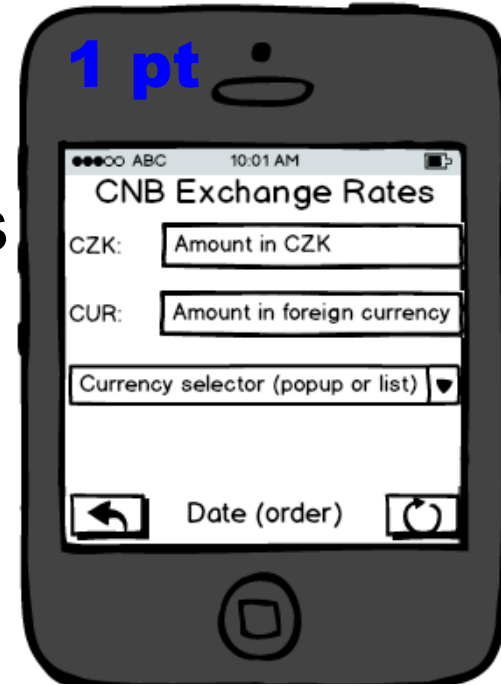 1 pt
ABC 10:01 AM
CNB Exchange Rates
S
CZK: Amount in CZK
CUR: Amount in foreign currency
Currency selector (popup or list)
Date (order)